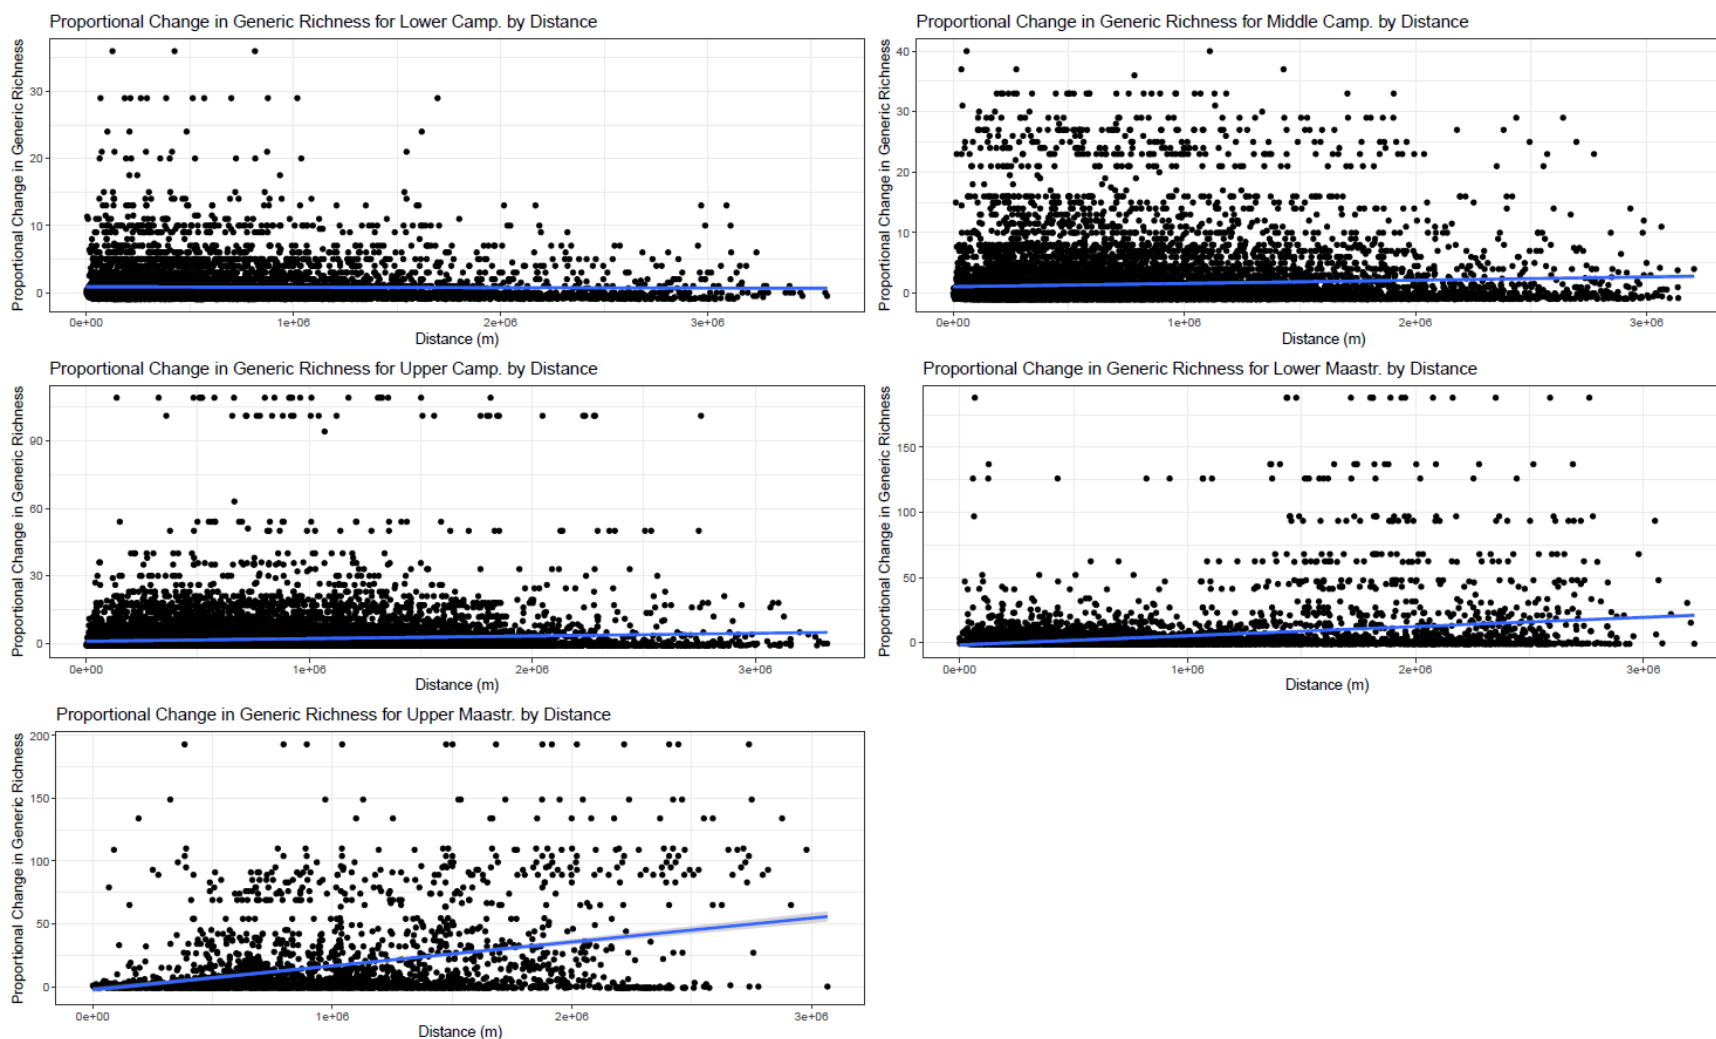 Proportional Change in Generic Richness for Lower Camp. by Distance
Proportional Change in Generic Richness
30
20
10
0
0e+00 1e+06 2e+06 3e+06
Distance (m)
Proportional Change in Generic Richness for Middle Camp. by Distance
Proportional Change in Generic Richness
40
30
20
10
0
0e+00 1e+06 2e+06 3e+06
Distance (m)
Proportional Change in Generic Richness for Upper Camp. by Distance
Proportional Change in Generic Richness
90
60
30
0
0e+00 1e+06 2e+06 3e+06
Distance (m)
Proportional Change in Generic Richness for Lower Maastr. by Distance
Proportional Change in Generic Richness
150
100
50
0
0e+00 1e+06 2e+06 3e+06
Distance (m)
Proportional Change in Generic Richness for Upper Maastr. by Distance
Proportional Change in Generic Richness
200
150
100
50
0
0e+00 1e+06 2e+06 3e+06
Distance (m)